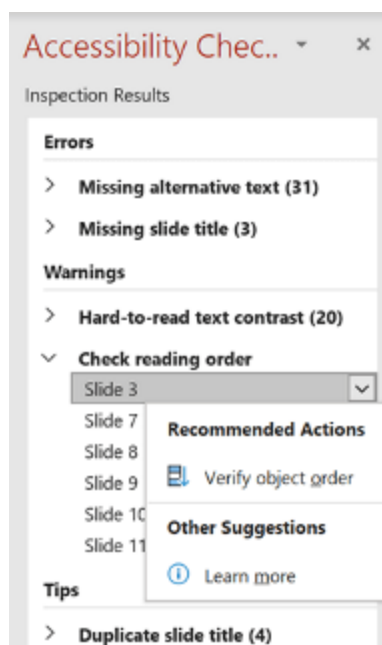 Accessibility Chec..
Inspection Results
Errors
Missing alternative text (31)
Missing slide title (3)
Warnings
Hard-to-read text contrast (20)
Check reading order
Slide 3
Slide 7
Recommended Actions
Slide 8
Verify object order
Slide 9
Slide 10
Other Suggestions
Slide 11
Learn more
Tips
Duplicate slide title (4)